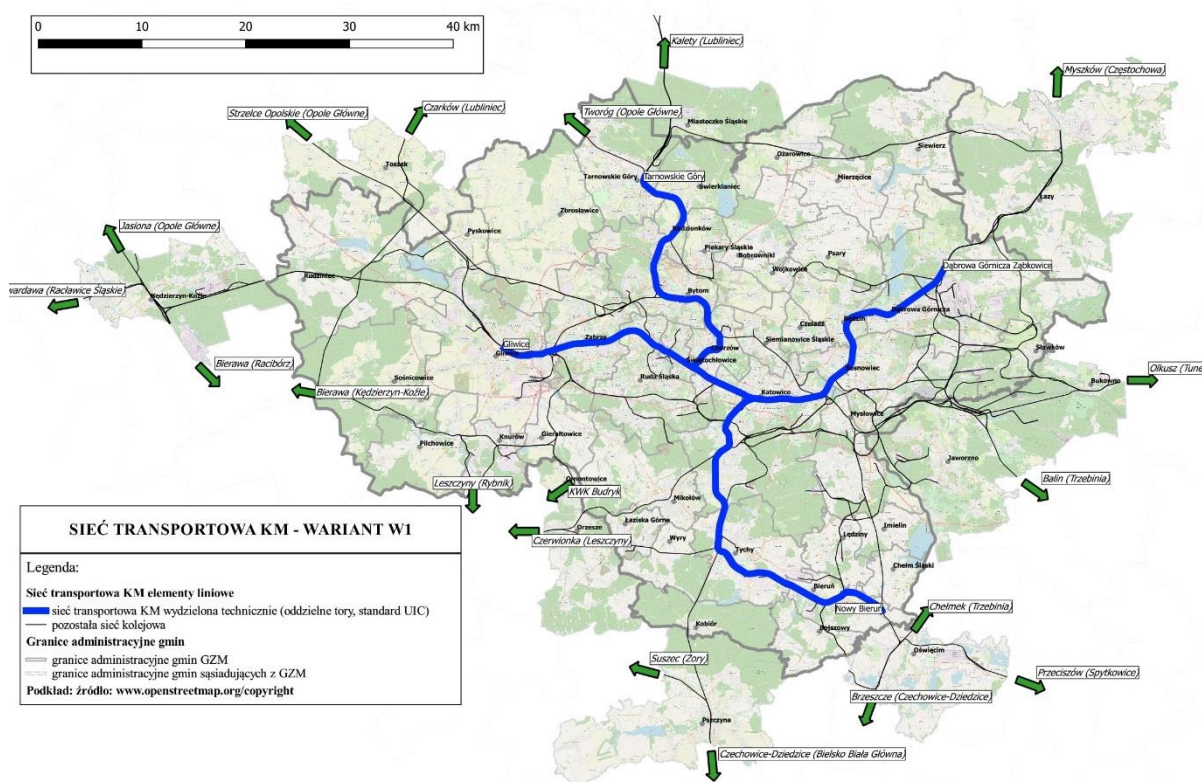 0 10 20 30 40 km
Kalety (Lubliniec)
Myszków (Częstochowa)
Strzelce Opolskie (Opole Główne)
Czarków (Lubliniec)
Tworóg (Opole Główne)
Miasteczko Śląskie
Toszek
Ożarowice
Siewierz
Tarnowskie Góry
Tarnowskie Góry
Świerklaniec
Mierzęcice
Łazy
Zbrosławice
Jasiona (Opole Główne)
Pyskowice
Radzionków
Piekary Śląskie
Bobrowniki
Psary
Wojkowice
Dąbrowa Górnicza Ząbkowice
Rudziniec
wardawa (Racławice Śląskie)
Kędzierzyn-Koźle
Bytom
Będzin
Dąbrowa Górnicza
Czeladź
Siemianowice Śląskie
Zabrze
Chorzów
Gliwice
Gliwice
Świętochłowice
Sławków
Bierawa (Racibórz)
Sośnicowice
Ruda Śląska
Sosnowiec
Olkusz (Tune
Bukowno
Bierawa (Kędzierzyn-Koźle)
Katowice
Mysłowice
Pilchowice
Knurów
Gierałtowice
Jaworzno
Leszczyny (Rybnik)
Ornontowice
KWK Budryk
Balin (Trzebinia)
Mikołów
Orzesze
Łaziska Górne
Imielin
Czerwionka (Leszczyny)
Wyry
Lędziny
Tychy
Chełm Śląski
Bieruń
Nowy Bieruń
Chełmek (Trzebinia)
Kobiór
Bojszowy
Oświęcim
Suszec (Żory)
Przeciszów (Spytkowice)
Brzeszcze (Czechowice-Dziedzice)
Pszczyna
Czechowice-Dziedzice (Bielsko Biała Główna)
SIEĆ TRANSPORTOWA KM - WARIANT W1
Legenda:
Sieć transportowa KM elementy liniowe
sieć transportowa KM wydzielona technicznie (oddzielne tory, standard UIC)
pozostała sieć kolejowa
Granice administracyjne gmin
granice administracyjne gmin GZM
granice administracyjne gmin sąsiadujących z GZM
Podkład: źródło: www.openstreetmap.org/copyright